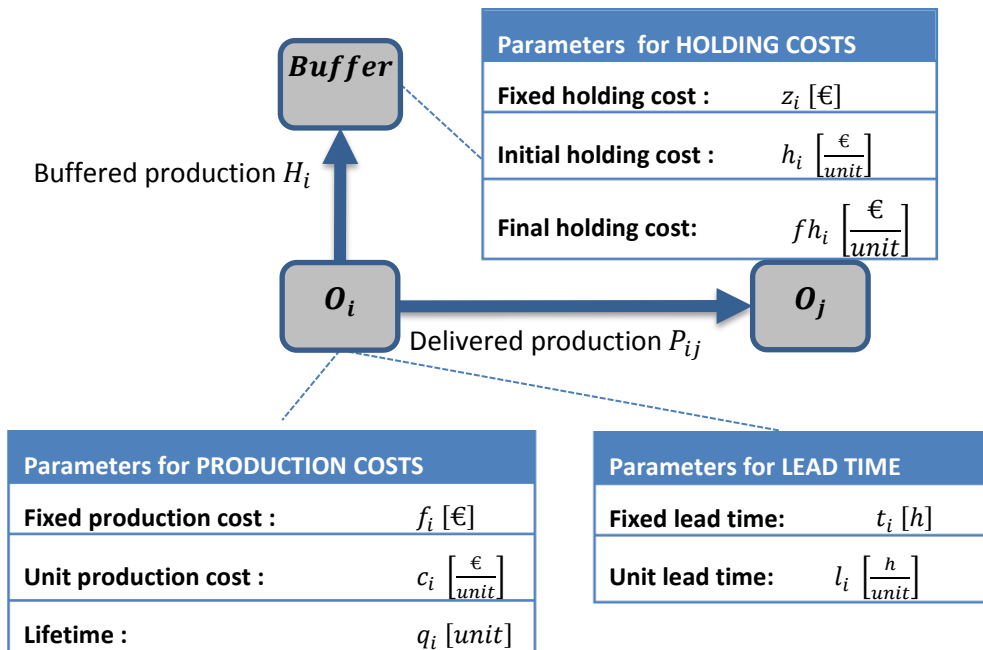 Parameters for HOLDING COSTS
Buffer
Fixed holding cost : z_i [€]
Initial holding cost : h_i [€/unit]
Buffered production H_i
Final holding cost: fh_i [€/unit]
O_i
O_j
Delivered production P_ij
Parameters for PRODUCTION COSTS
Fixed production cost : f_i [€]
Unit production cost : c_i [€/unit]
Lifetime : q_i [unit]
Parameters for LEAD TIME
Fixed lead time: t_i [h]
Unit lead time: l_i [h/unit]